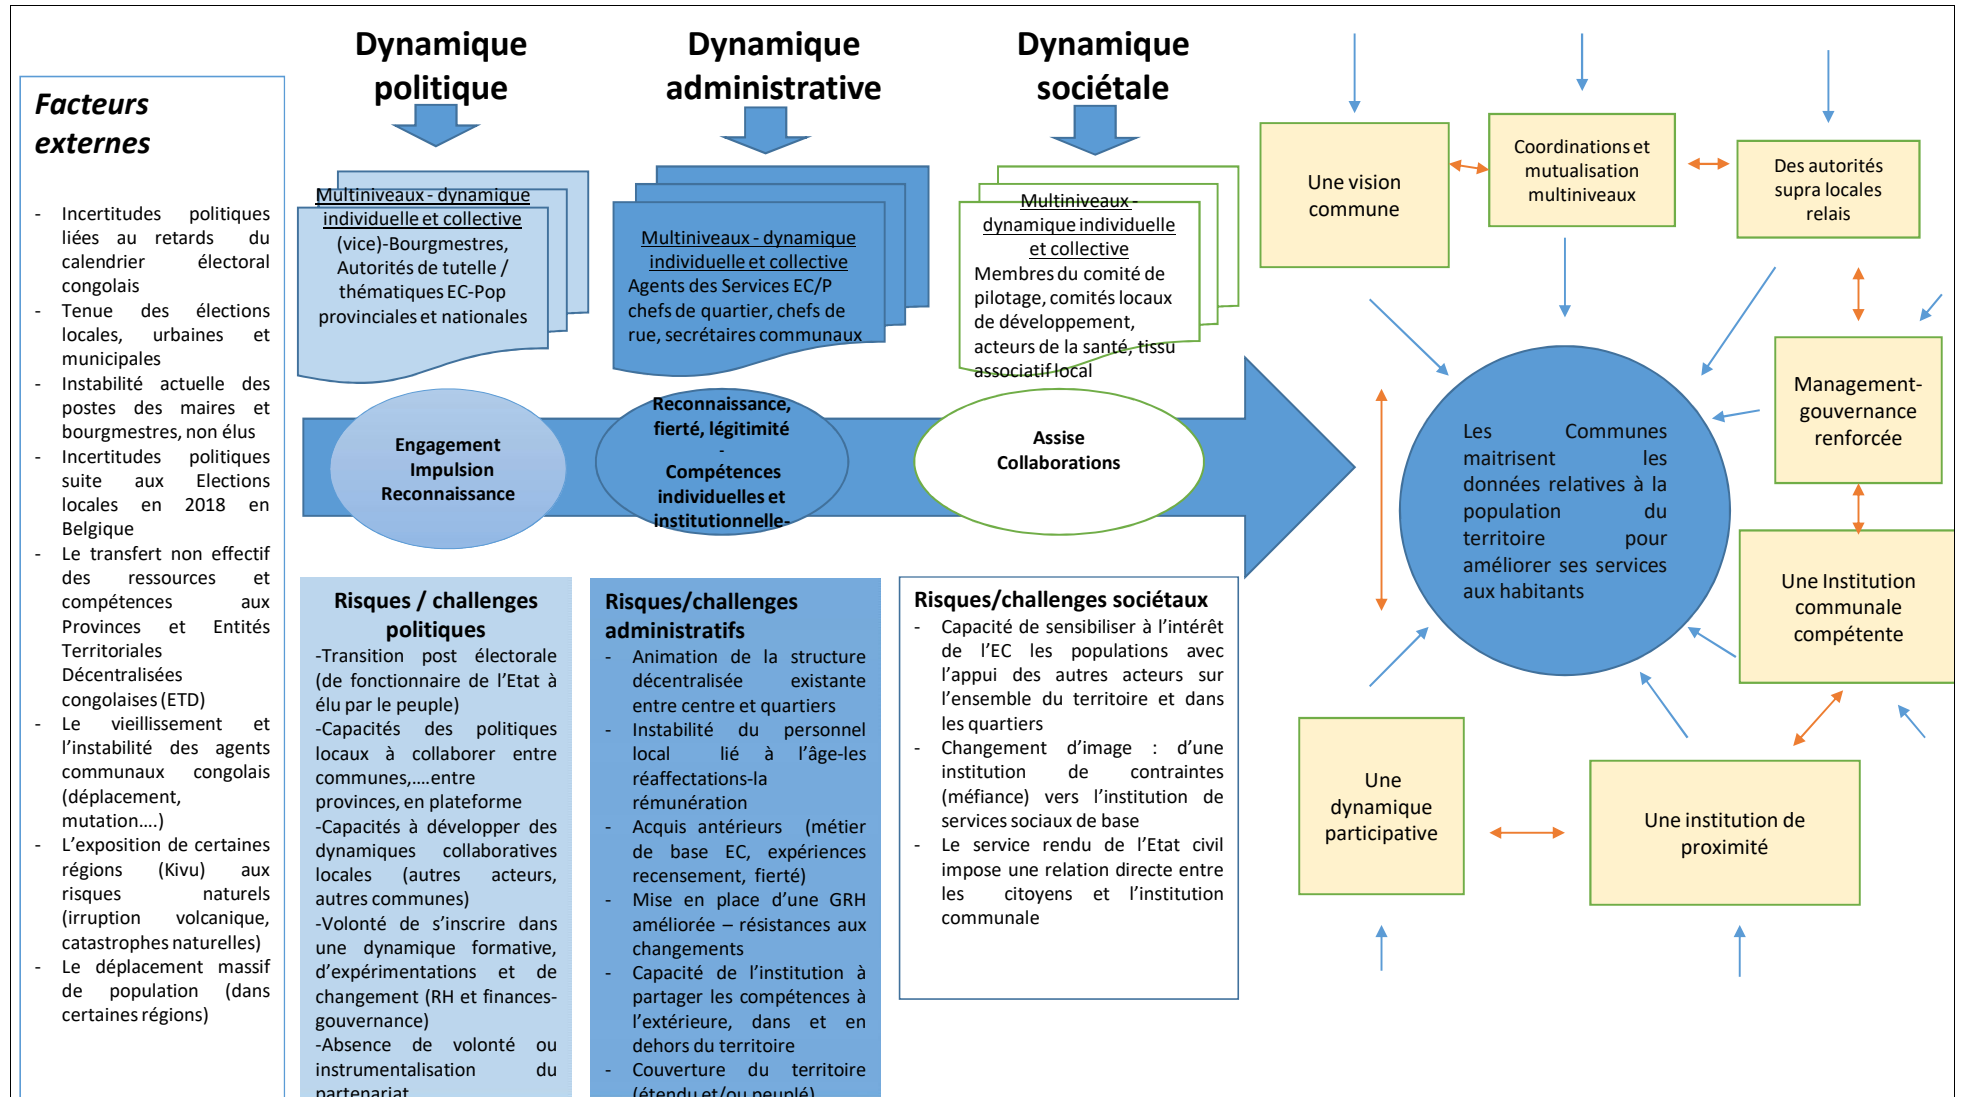 Facteurs
externes
- Incertitudes politiques
liées au retards du
calendrier électoral
congolais
- Tenue des élections
locales, urbaines et
municipales
- Instabilité actuelle des
postes des maires et
bourgmestres, non élus
- Incertitudes politiques
suite aux Elections
locales en 2018 en
Belgique
- Le transfert non effectif
des ressources et
compétences aux
Provinces et Entités
Territoriales
Décentralisées
congolaises (ETD)
- Le vieillissement et
l’instabilité des agents
communaux congolais
(déplacement,
mutation….)
- L’exposition de certaines
régions (Kivu) aux
risques naturels
(irruption volcanique,
catastrophes naturelles)
- Le déplacement massif
de population (dans
certaines régions)
Dynamique
politique
Multiniveaux - dynamique
individuelle et collective
(vice)-Bourgmestres,
Autorités de tutelle /
thématiques EC-Pop
provinciales et nationales
Engagement
Impulsion
Reconnaissance
Risques / challenges
politiques
-Transition post électorale
(de fonctionnaire de l’Etat à
élu par le peuple)
-Capacités des politiques
locaux à collaborer entre
communes,….entre
provinces, en plateforme
-Capacités à développer des
dynamiques collaboratives
locales (autres acteurs,
autres communes)
-Volonté de s’inscrire dans
une dynamique formative,
d’expérimentations et de
changement (RH et finances-
gouvernance)
-Absence de volonté ou
instrumentalisation du
partenariat
Dynamique
administrative
Multiniveaux - dynamique
individuelle et collective
Agents des Services EC/P
chefs de quartier, chefs de
rue, secrétaires communaux
Reconnaissance,
fierté, légitimité
-
Compétences
individuelles et
institutionnelle-
Risques/challenges
administratifs
- Animation de la structure
décentralisée existante
entre centre et quartiers
- Instabilité du personnel
local lié à l’âge-les
réaffectations-la
rémunération
- Acquis antérieurs (métier
de base EC, expériences
recensement, fierté)
- Mise en place d’une GRH
améliorée – résistances aux
changements
- Capacité de l’institution à
partager les compétences à
l’extérieure, dans et en
dehors du territoire
- Couverture du territoire
(étendu et/ou peuplé)
Dynamique
sociétale
Multiniveaux -
dynamique individuelle
et collective
Membres du comité de
pilotage, comités locaux
de développement,
acteurs de la santé, tissu
associatif local
Assise
Collaborations
Risques/challenges sociétaux
- Capacité de sensibiliser à l’intérêt
de l’EC les populations avec
l’appui des autres acteurs sur
l’ensemble du territoire et dans
les quartiers
- Changement d’image : d’une
institution de contraintes
(méfiance) vers l’institution de
services sociaux de base
- Le service rendu de l’Etat civil
impose une relation directe entre
les citoyens et l’institution
communale
Une vision
commune
Coordinations et
mutualisation
multiniveaux
Des autorités
supra locales
relais
Management-
gouvernance
renforcée
Les Communes
maitrisent les
données relatives à la
population du
territoire pour
améliorer ses services
aux habitants
Une Institution
communale
compétente
Une
dynamique
participative
Une institution de
proximité